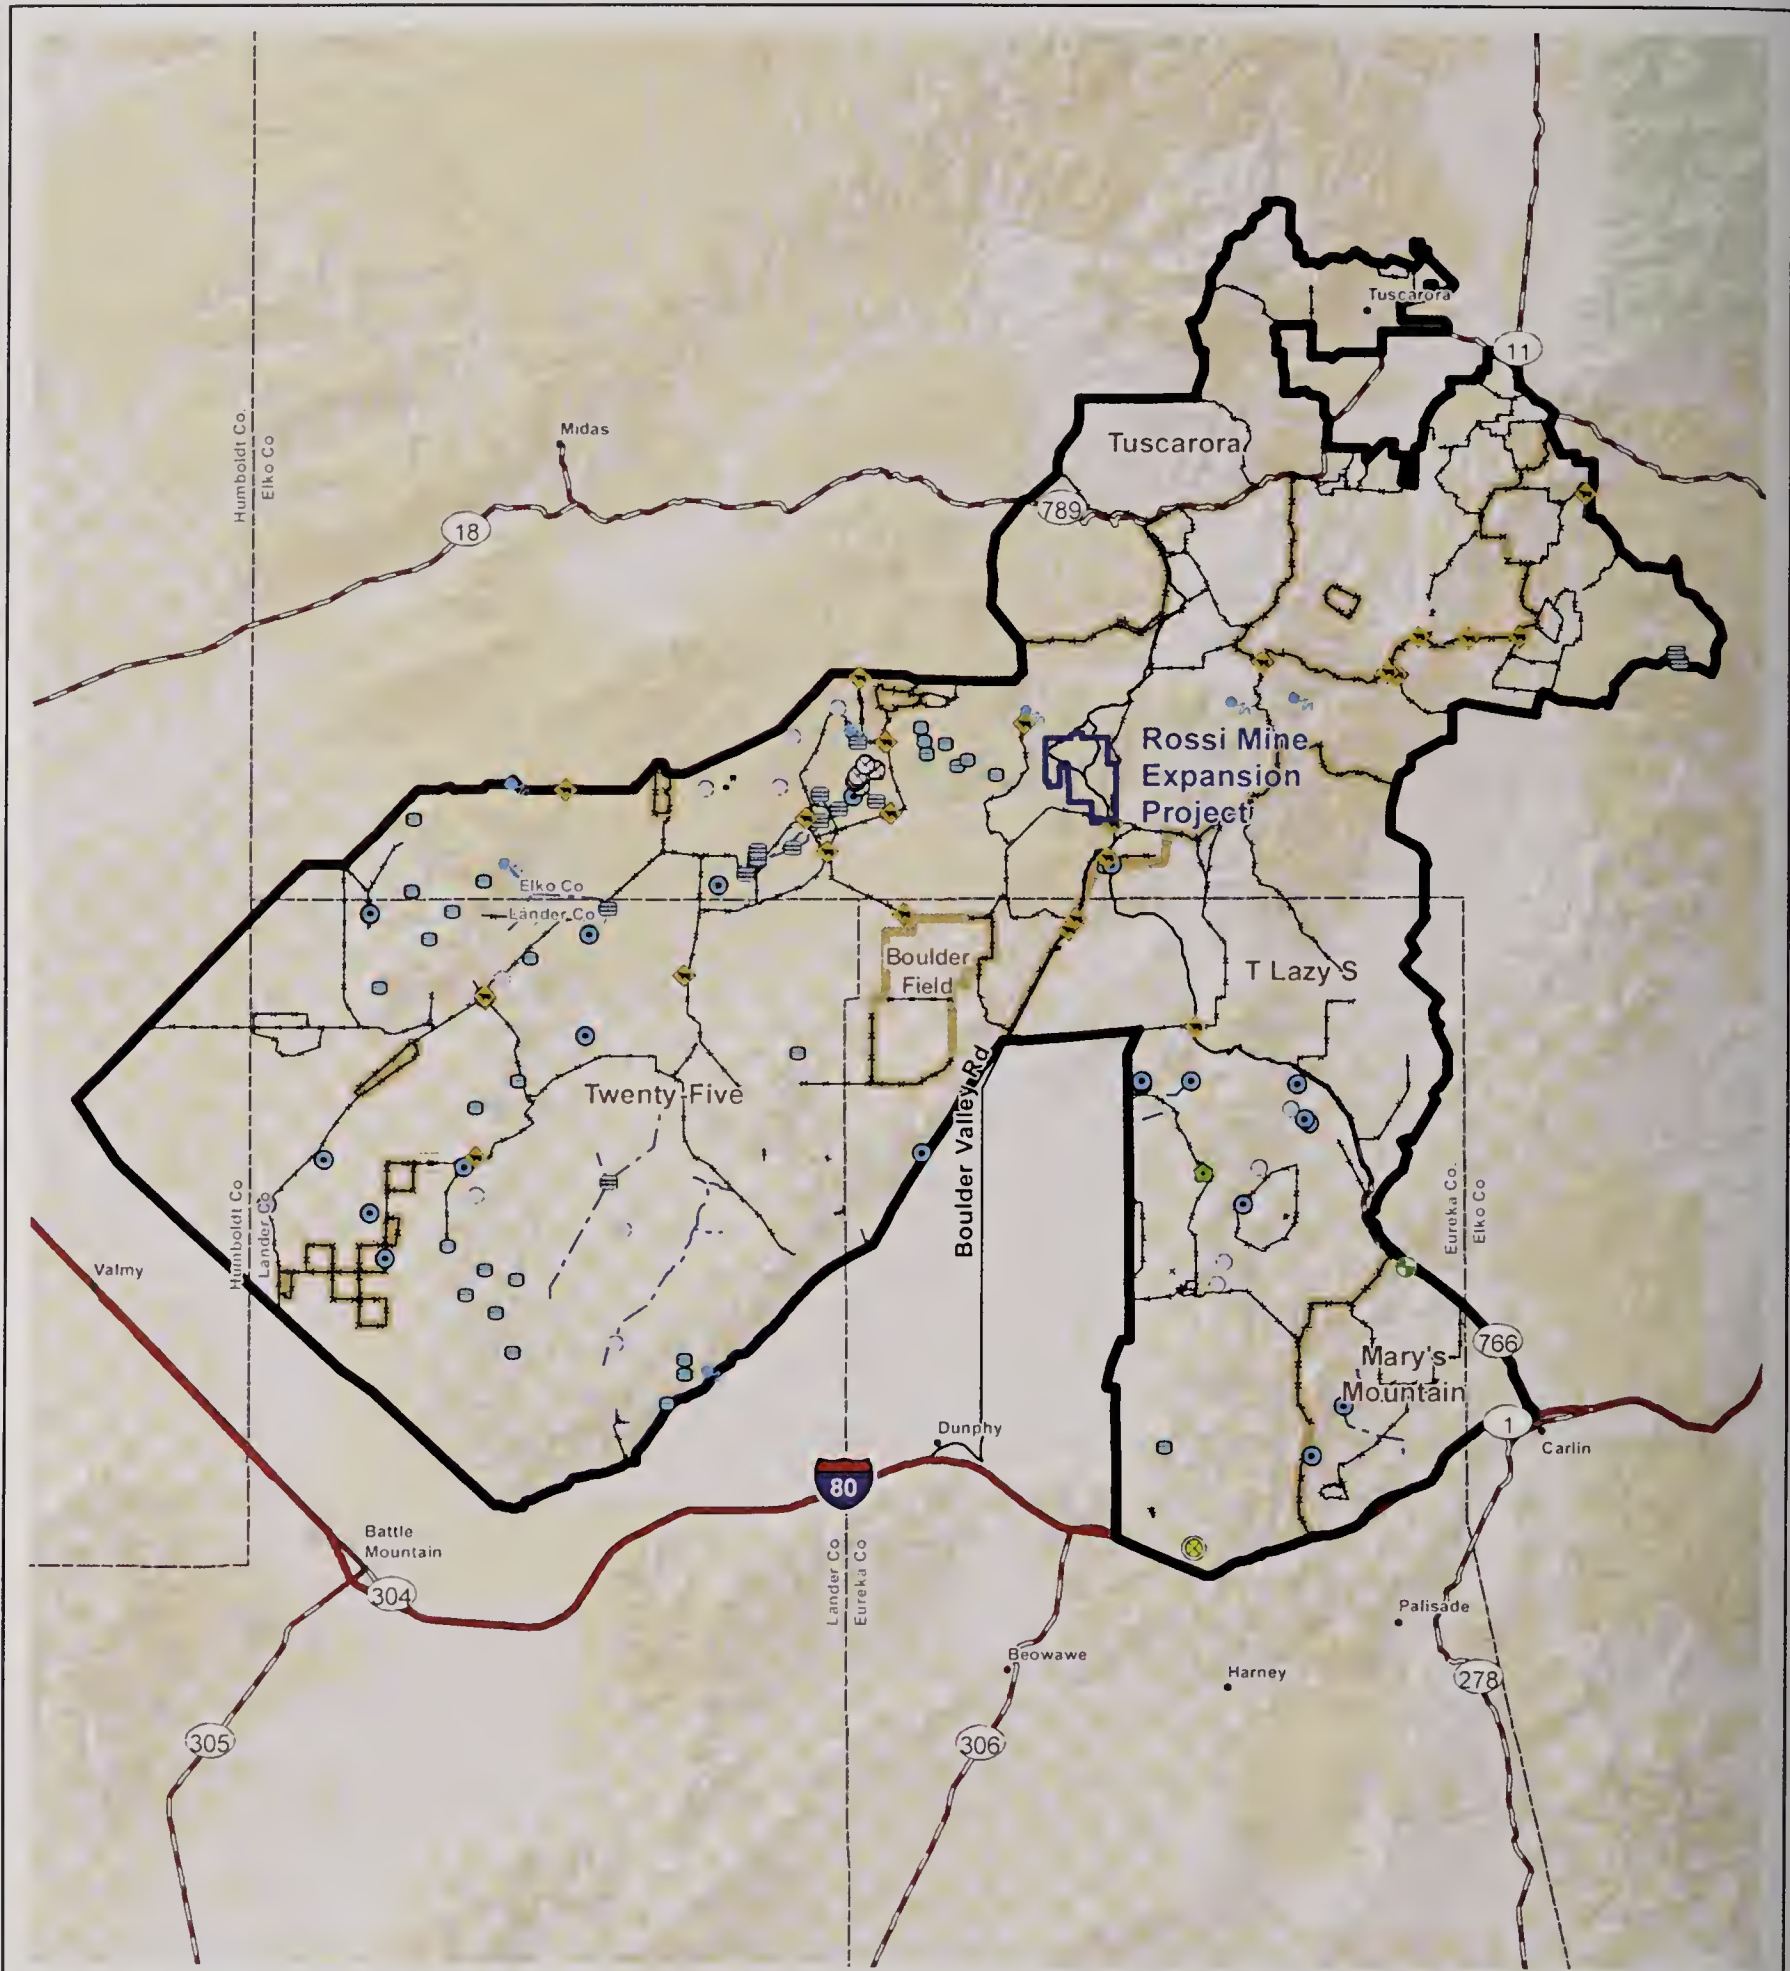 Tuscarora
11
Midas
Humboldt Co.
Elko Co
Tuscarora
789
18
Rossi Mine
Expansion
Project
Elko Co
Lander Co
Boulder
Field
T Lazy S
Twenty-Five
Boulder Valley Rd
Humboldt Co
Lander Co
Eureka Co.
Elko Co
Valmy
766
Mary's
Mountain
1
Carlin
Dunphy
80
Battle
Mountain
304
Lander Co
Eureka Co
Palisade
Beowawe
Harney
278
305
306